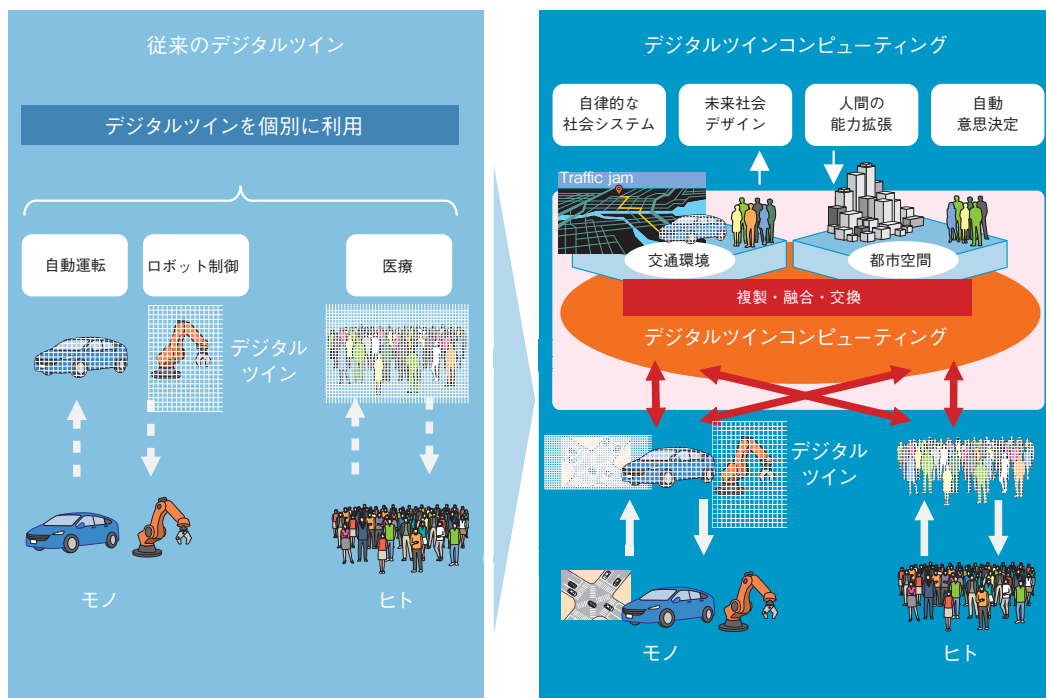 従来のデジタルツイン
デジタルツインを個別に利用
自動運転
ロボット制御
医療
デジタル
ツイン
モノ
ヒト
デジタルツインコンピューティング
自律的な
社会システム
未来社会
デザイン
人間の
能力拡張
自動
意思決定
Traffic jam
交通環境
都市空間
複製・融合・交換
デジタルツインコンピューティング
デジタル
ツイン
モノ
ヒト